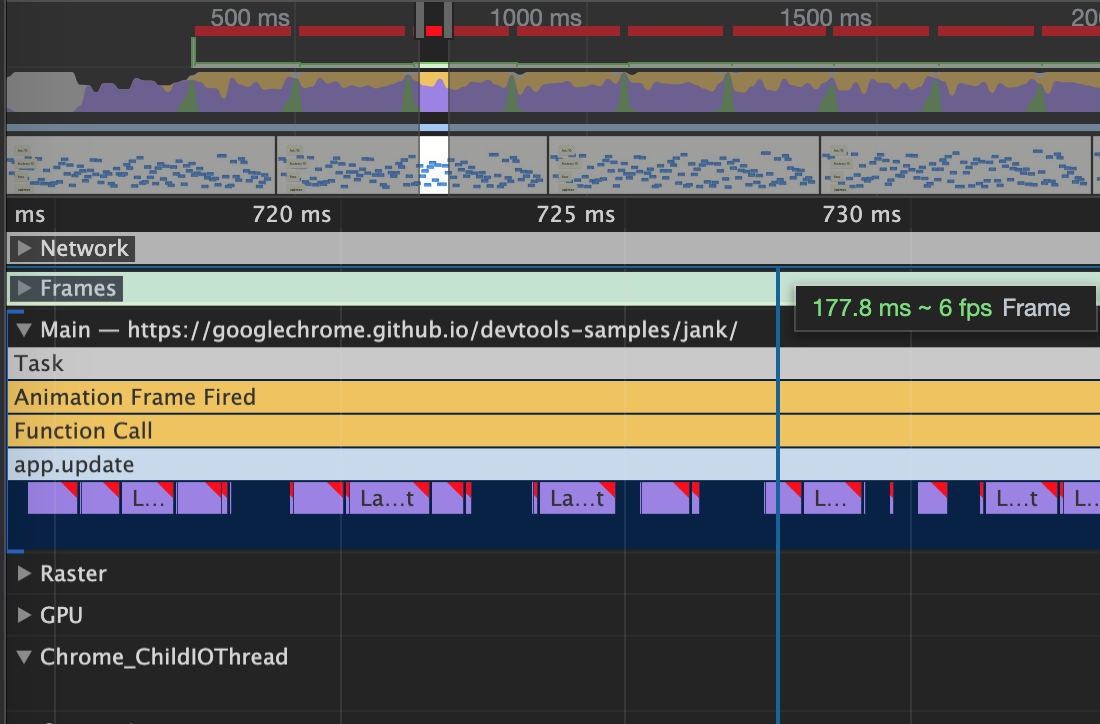 500 ms 1000 ms 1500 ms 20
ms 720 ms 725 ms 730 ms
Network
Frames
177.8 ms ~ 6 fps Frame
Main — https://googlechrome.github.io/devtools-samples/jank/
Task
Animation Frame Fired
Function Call
app.update
L... La...t La...t L... L...t L...
Raster
GPU
Chrome_ChildIOThread